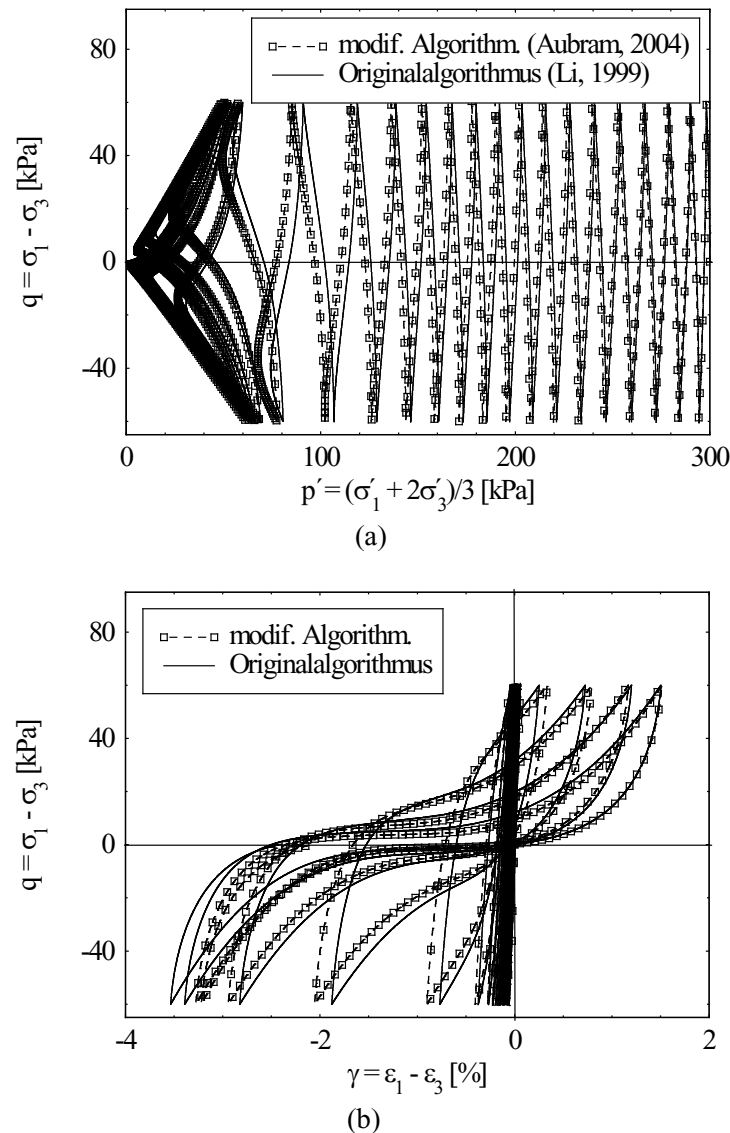 80
40
0
-40
q = σ1 - σ3 [kPa]
modif. Algorithm. (Aubram, 2004)
Originalalgorithmus (Li, 1999)
0 100 200 300
p´= (σ´1 + 2σ´3)/3 [kPa]
(a)
80
40
0
-40
q = σ1 - σ3 [kPa]
modif. Algorithm.
Originalalgorithmus
-4 -2 0 2
γ = ε1 - ε3 [%]
(b)